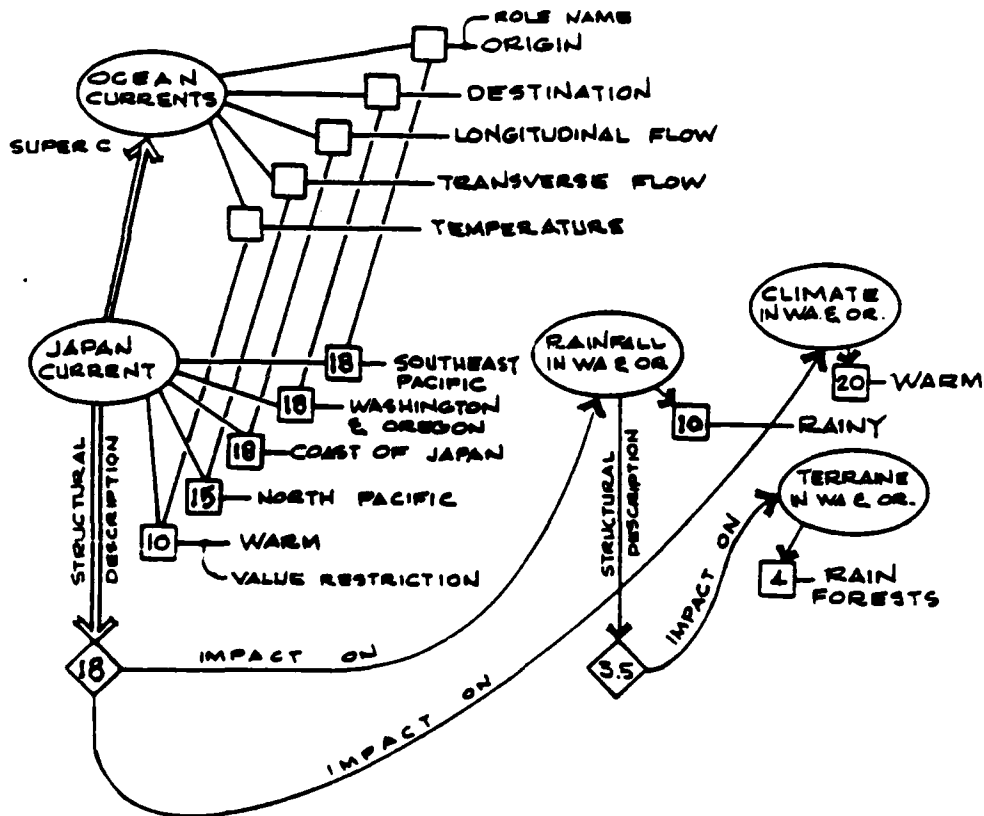 ROLE NAME
ORIGIN
OCEAN
CURRENTS
DESTINATION
LONGITUDINAL FLOW
SUPER C
TRANSVERSE FLOW
TEMPERATURE
CLIMATE
IN WA. & OR.
20
WARM
JAPAN
CURRENT
18
SOUTHEAST
PACIFIC
RAINFALL
IN WA & OR
18
WASHINGTON
& OREGON
10
RAINY
18
COAST OF JAPAN
TERRAINE
IN WA & OR.
15
NORTH PACIFIC
10
WARM
VALUE RESTRICTION
STRUCTURAL
DESCRIPTION
STRUCTURAL
DESCRIPTION
4
RAIN
FORESTS
IMPACT ON
18
IMPACT ON
3.5
IMPACT ON